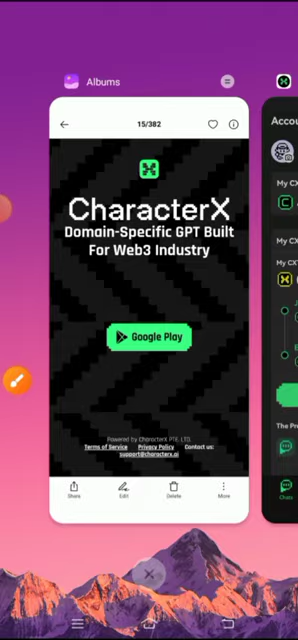 Albums
15/382
Accou
CharacterX
Domain-Specific GPT Built
For Web3 Industry
My CX
My C
My CX
Google Play
The Pr
Powered by CharacterX PTE. LTD.
Terms of Service Privacy Policy Contact us:
support@characterx.ai
Share
Edit
Delete
More
Chats